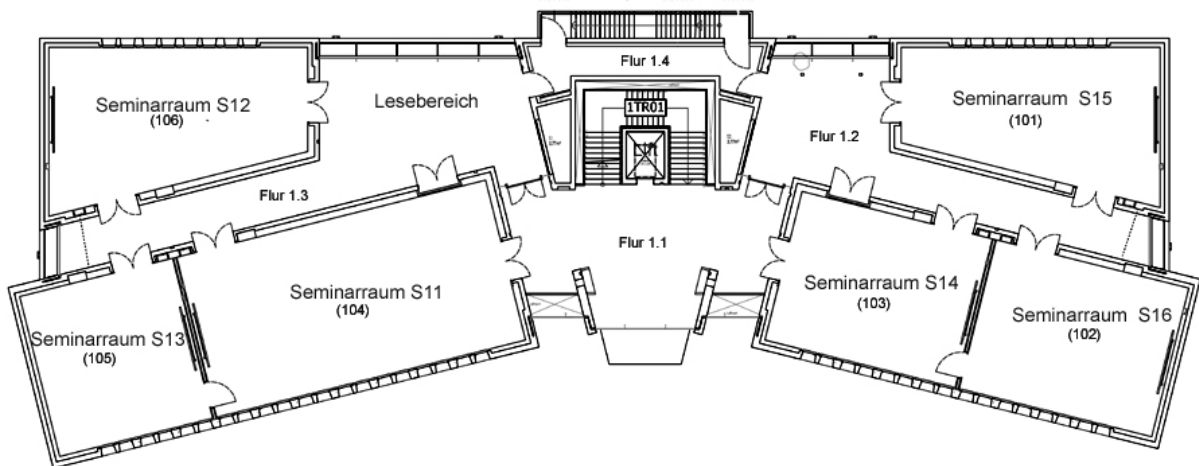 Flur 1.4
Seminarraum S12
(106)
Lesebereich
1TR01
Lift
Flur 1.2
Seminarraum S15
(101)
Flur 1.3
Flur 1.1
Seminarraum S11
(104)
Seminarraum S14
(103)
Seminarraum S13
(105)
Seminarraum S16
(102)